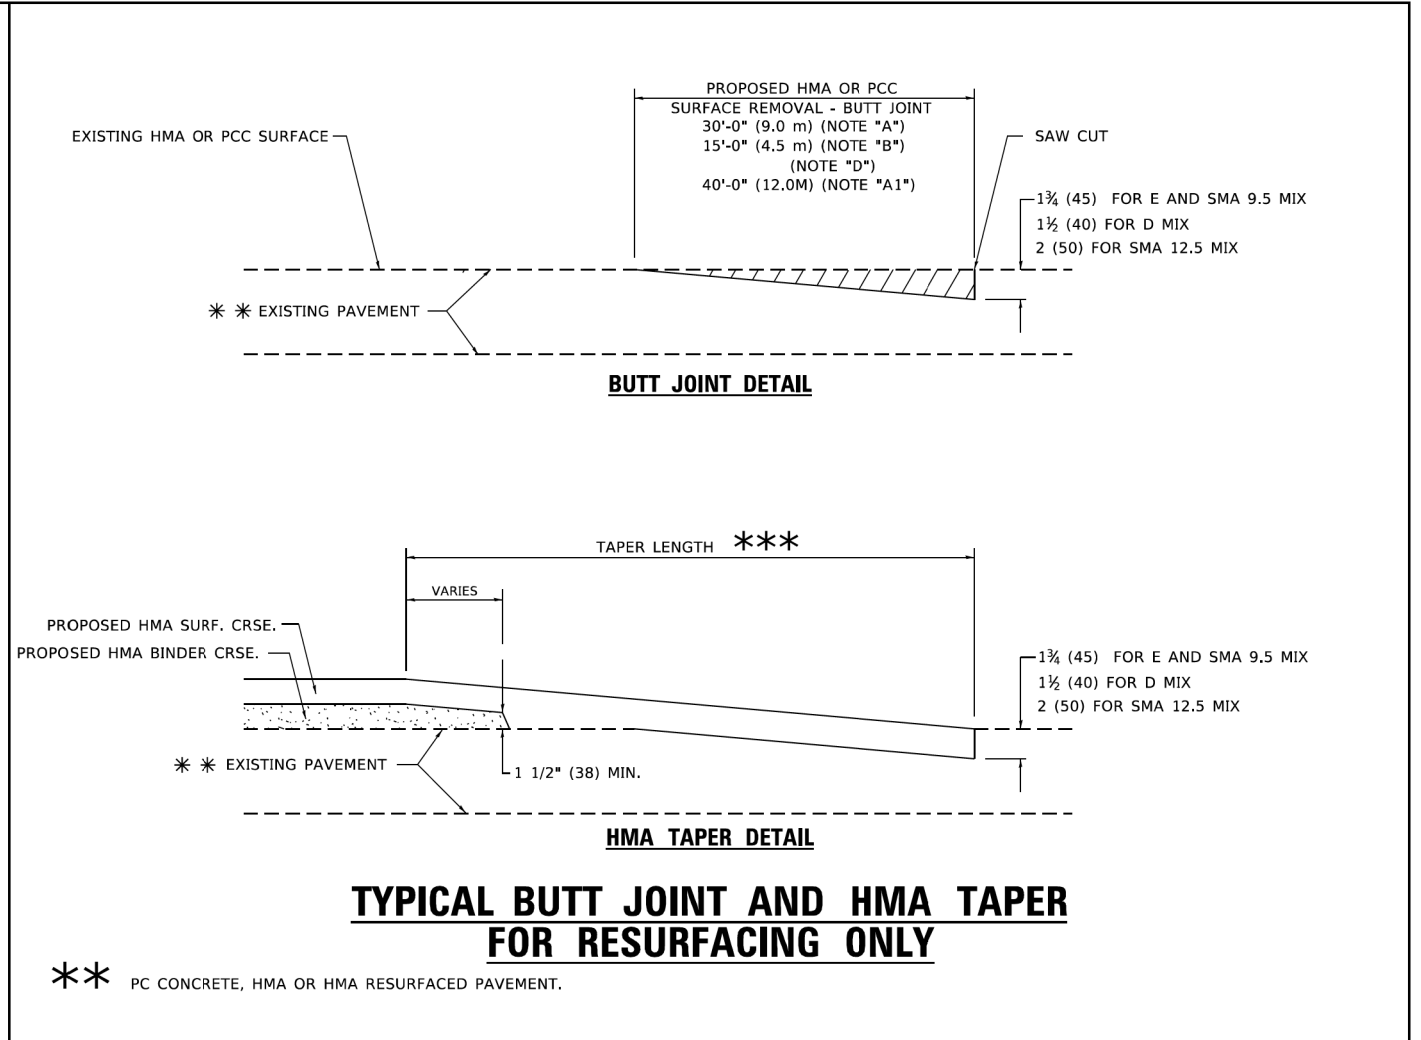 PROPOSED HMA OR PCC
SURFACE REMOVAL - BUTT JOINT
30'-0" (9.0 m) (NOTE "A")
15'-0" (4.5 m) (NOTE "B")
(NOTE "D")
40'-0" (12.0M) (NOTE "A1")
EXISTING HMA OR PCC SURFACE
SAW CUT
1¾ (45) FOR E AND SMA 9.5 MIX
1½ (40) FOR D MIX
2 (50) FOR SMA 12.5 MIX
* * EXISTING PAVEMENT
BUTT JOINT DETAIL
TAPER LENGTH ***
VARIES
PROPOSED HMA SURF. CRSE.
PROPOSED HMA BINDER CRSE.
1¾ (45) FOR E AND SMA 9.5 MIX
1½ (40) FOR D MIX
2 (50) FOR SMA 12.5 MIX
* * EXISTING PAVEMENT
1 1/2" (38) MIN.
HMA TAPER DETAIL
TYPICAL BUTT JOINT AND HMA TAPER
FOR RESURFACING ONLY
** PC CONCRETE, HMA OR HMA RESURFACED PAVEMENT.